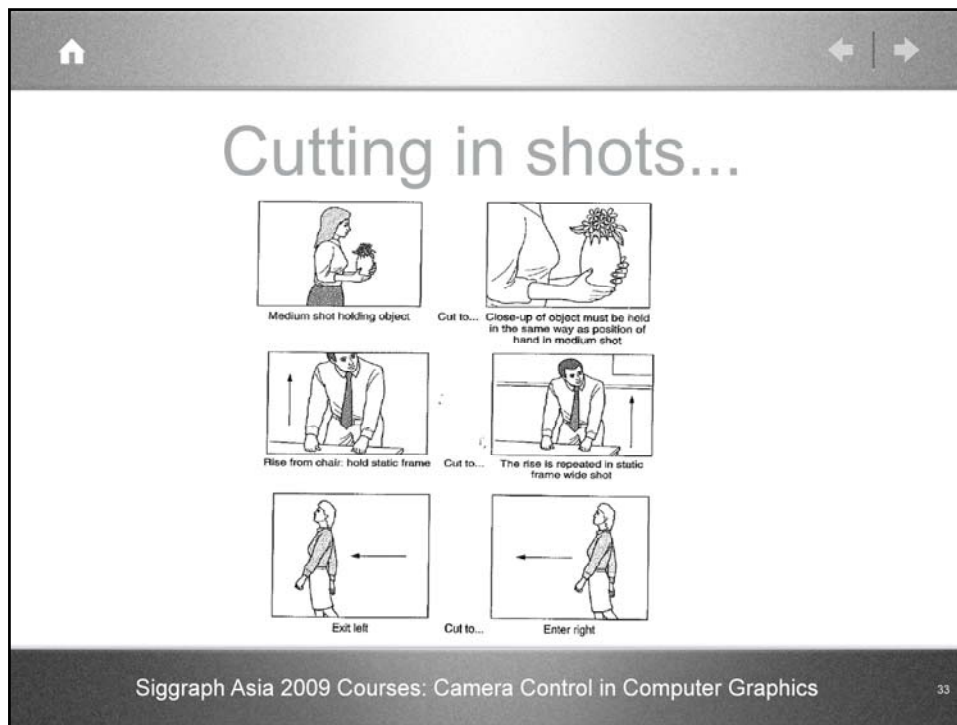 Cutting in shots...
Medium shot holding object
Cut to...
Close-up of object must be held
in the same way as position of
hand in medium shot
Rise from chair: hold static frame
Cut to...
The rise is repeated in static
frame wide shot
Exit left
Cut to...
Enter right
Siggraph Asia 2009 Courses: Camera Control in Computer Graphics
33